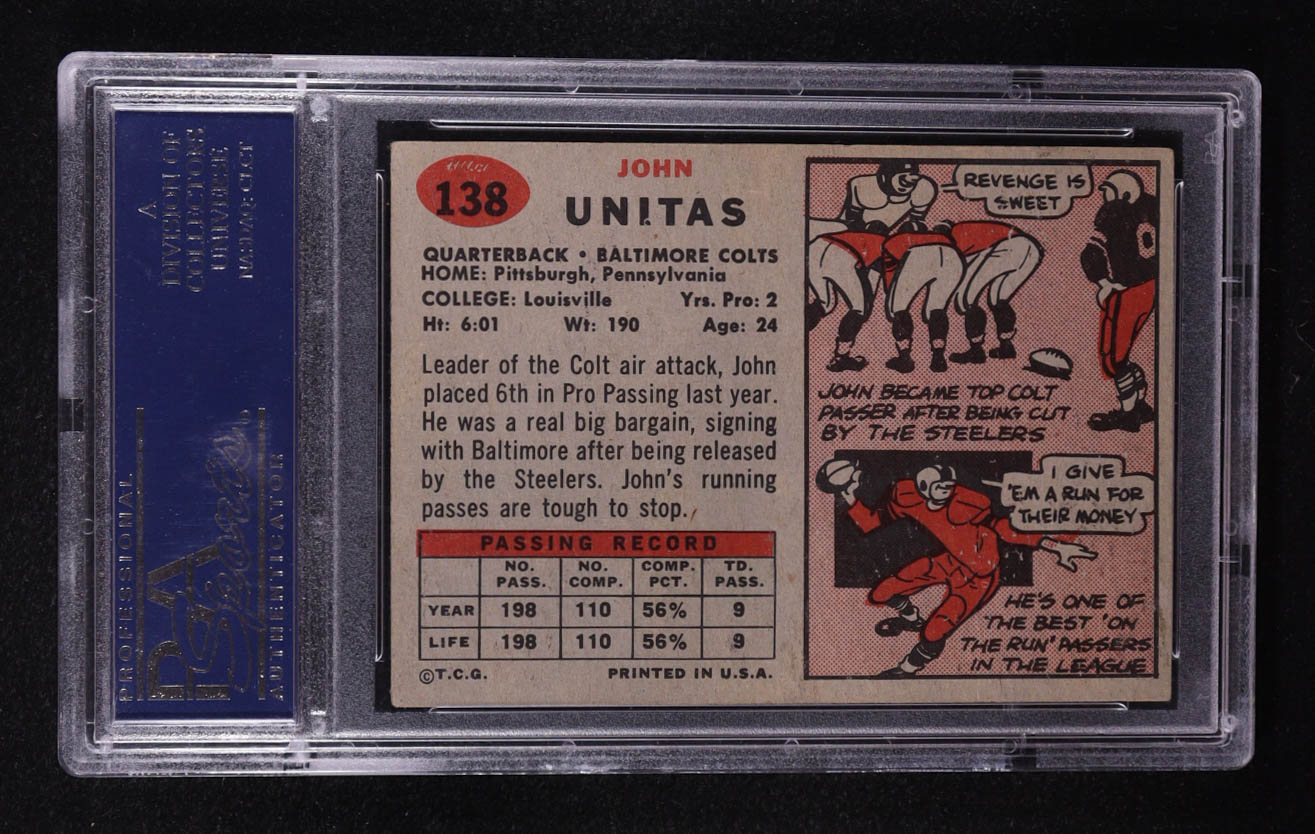 A
DIVISION OF
COLLECTORS
UNIVERSE
NASDAQ: CLCT
PROFESSIONAL
PSA
Sports
AUTHENTICATOR
138
JOHN
UNITAS
QUARTERBACK • BALTIMORE COLTS
HOME: Pittsburgh, Pennsylvania
COLLEGE: Louisville Yrs. Pro: 2
Ht: 6:01 Wt: 190 Age: 24
Leader of the Colt air attack, John
placed 6th in Pro Passing last year.
He was a real big bargain, signing
with Baltimore after being released
by the Steelers. John's running
passes are tough to stop.
PASSING RECORD
NO. PASS. NO. COMP. COMP. PCT. TD. PASS.
YEAR 198 110 56% 9
LIFE 198 110 56% 9
©T.C.G. PRINTED IN U.S.A.
REVENGE IS
SWEET
0
JOHN BECAME TOP COLT
PASSER AFTER BEING CUT
BY THE STEELERS
I GIVE
'EM A RUN FOR
THEIR MONEY
HE'S ONE OF
THE BEST 'ON
THE RUN' PASSERS
IN THE LEAGUE